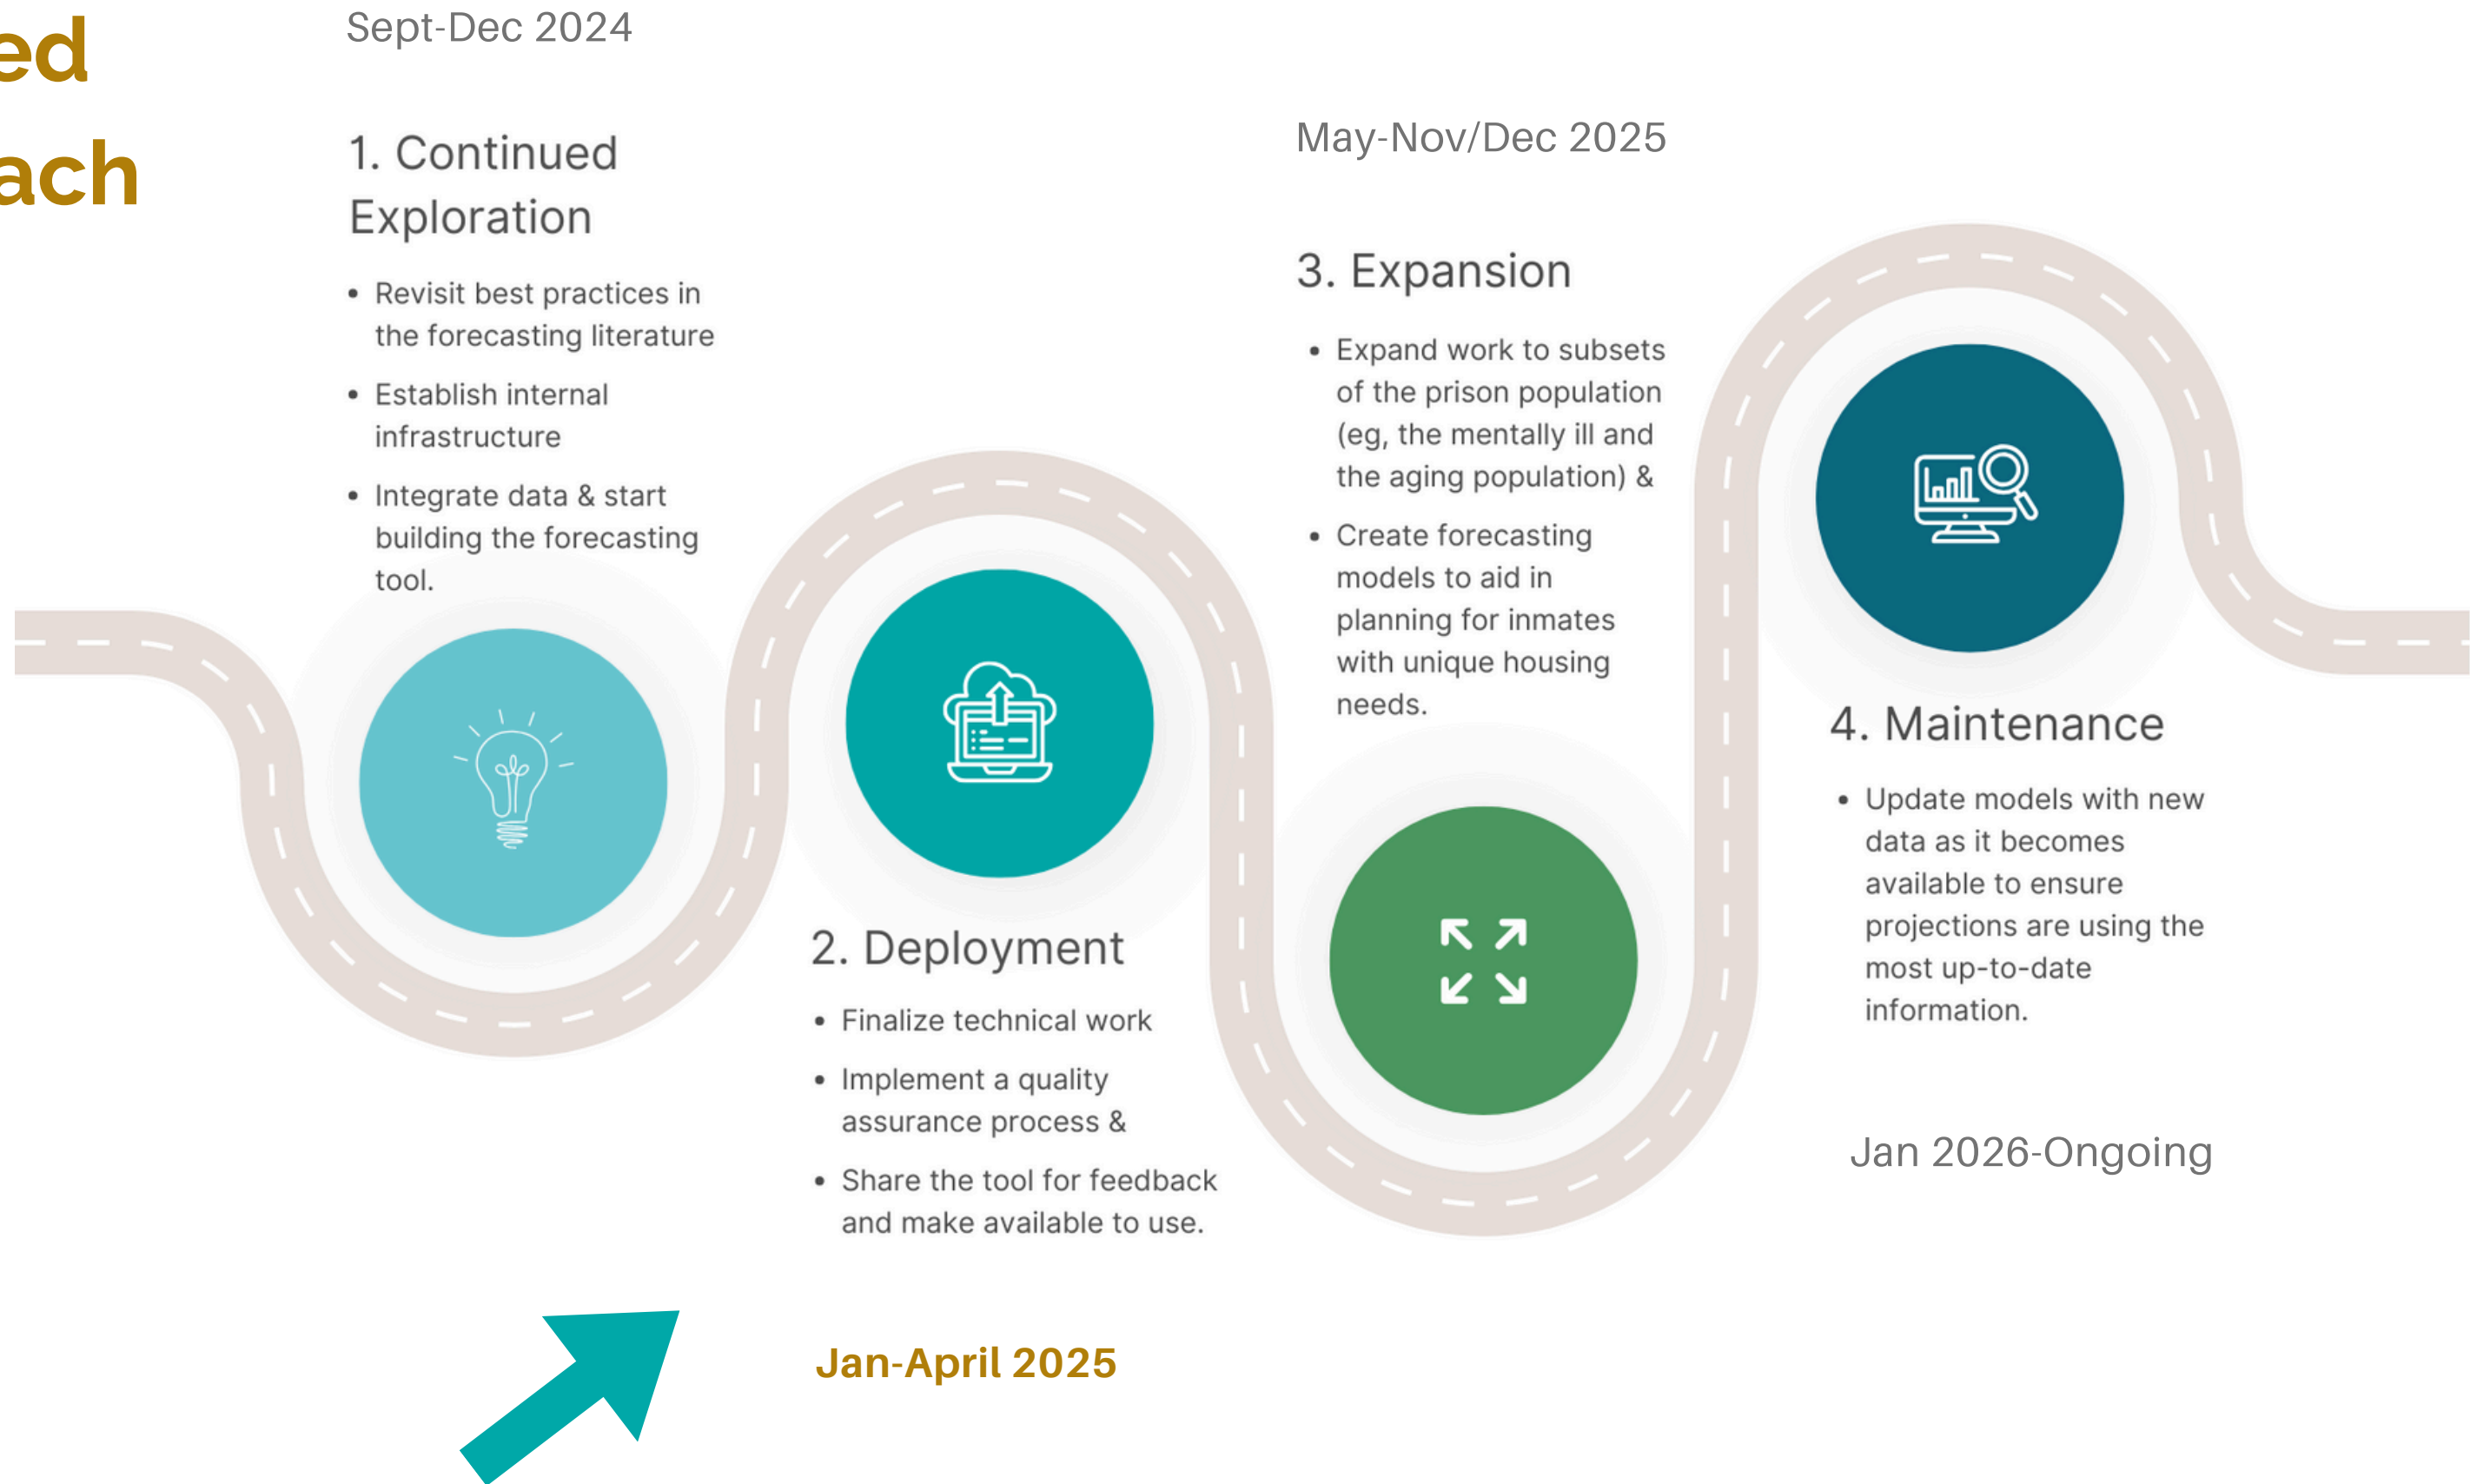 ed
ach
Sept-Dec 2024
1. Continued
Exploration
• Revisit best practices in
the forecasting literature
• Establish internal
infrastructure
• Integrate data & start
building the forecasting
tool.
2. Deployment
• Finalize technical work
• Implement a quality
assurance process &
• Share the tool for feedback
and make available to use.
Jan-April 2025
May-Nov/Dec 2025
3. Expansion
• Expand work to subsets
of the prison population
(eg, the mentally ill and
the aging population) &
• Create forecasting
models to aid in
planning for inmates
with unique housing
needs.
4. Maintenance
• Update models with new
data as it becomes
available to ensure
projections are using the
most up-to-date
information.
Jan 2026-Ongoing